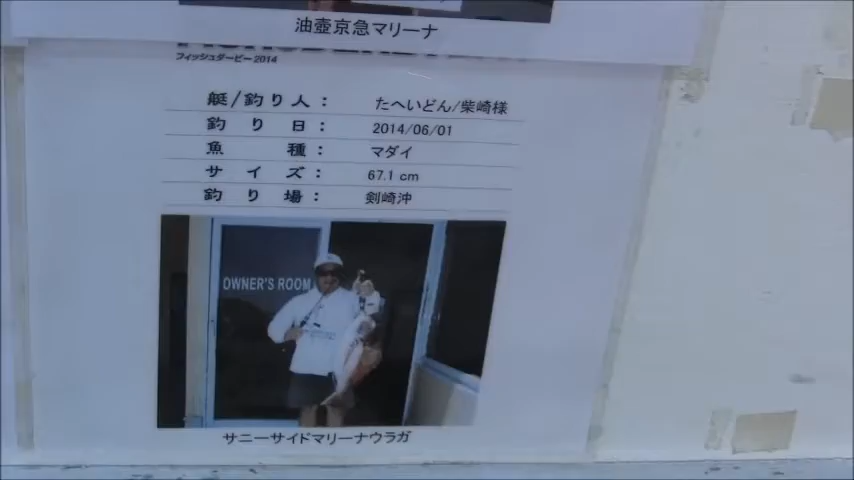 油壺京急マリーナ
フィッシュダービー2014
艇/釣り人： たへいどん/柴崎様
釣り日： 2014/06/01
魚種： マダイ
サイズ： 67.1 cm
釣り場： 剣崎沖
OWNER'S ROOM
サニーサイドマリーナウラガ